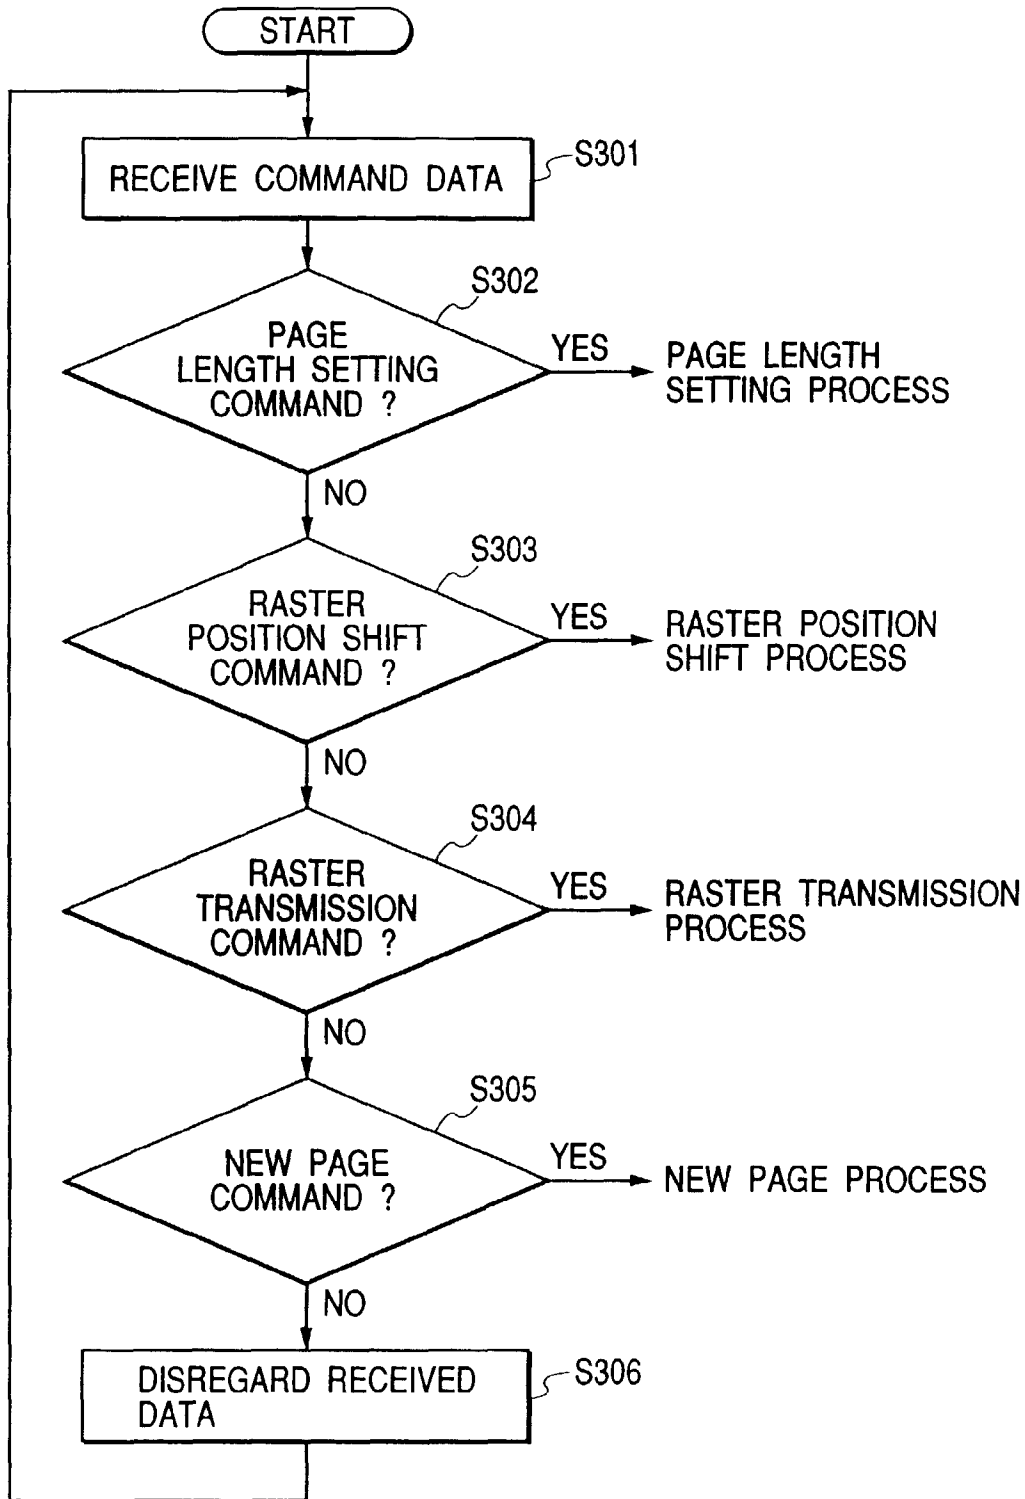 START
RECEIVE COMMAND DATA
S301
S302
PAGE
LENGTH SETTING
COMMAND ?
YES
PAGE LENGTH
SETTING PROCESS
NO
S303
RASTER
POSITION SHIFT
COMMAND ?
YES
RASTER POSITION
SHIFT PROCESS
NO
S304
RASTER
TRANSMISSION
COMMAND ?
YES
RASTER TRANSMISSION
PROCESS
NO
S305
NEW PAGE
COMMAND ?
YES
NEW PAGE PROCESS
NO
DISREGARD RECEIVED
DATA
S306